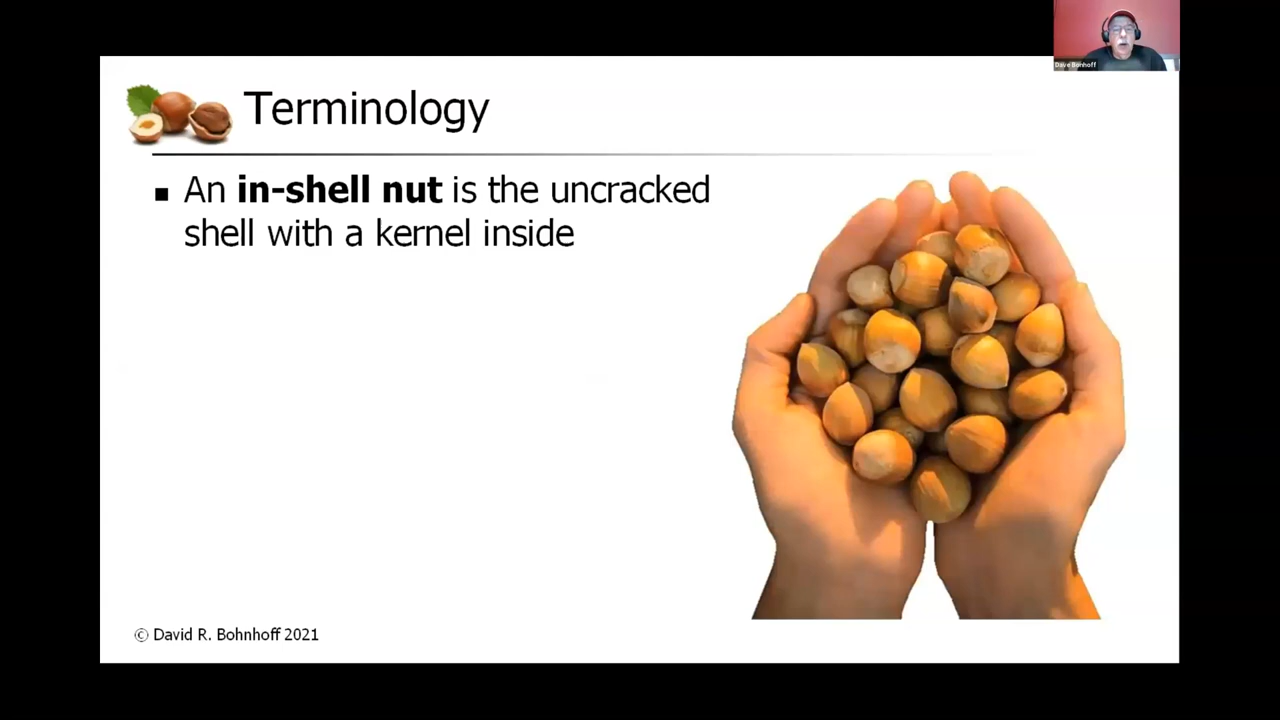 Dave Bohnhoff
Terminology
▪ An in-shell nut is the uncracked
shell with a kernel inside
© David R. Bohnhoff 2021